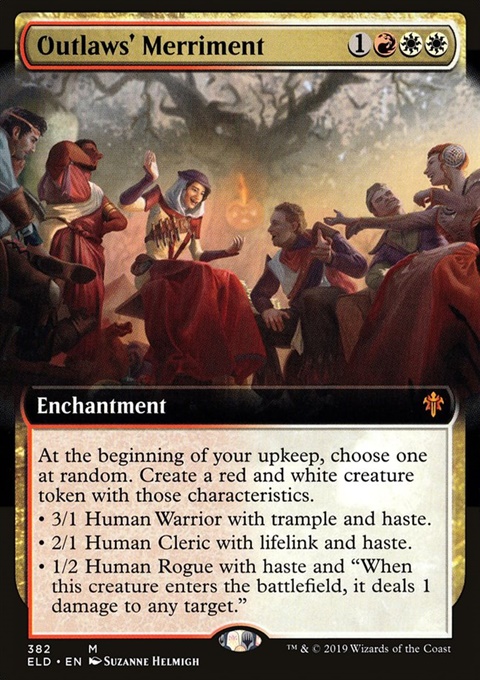 Outlaws' Merriment 1
Enchantment
At the beginning of your upkeep, choose one
at random. Create a red and white creature
token with those characteristics.
• 3/1 Human Warrior with trample and haste.
• 2/1 Human Cleric with lifelink and haste.
• 1/2 Human Rogue with haste and “When
this creature enters the battlefield, it deals 1
damage to any target.”
382 M
ELD • EN Suzanne Helmigh ™ & © 2019 Wizards of the Coast